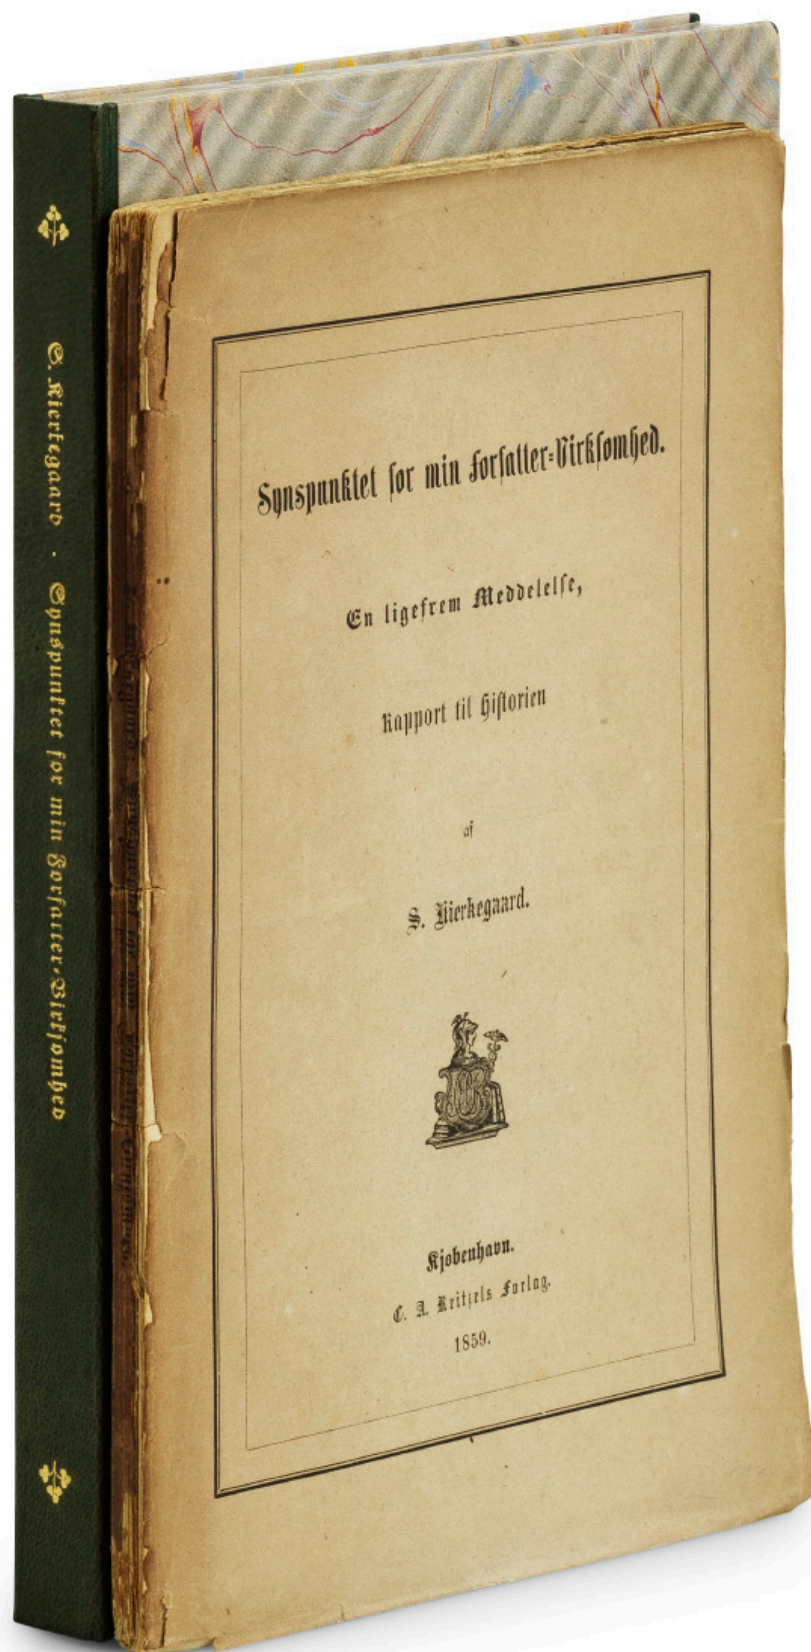 S. Kierkegaard · Synspunktet for min Forfatter-Virksomhed
Synspunktet for min Forfatter-Virksomhed.
En ligefrem Meddelelse,
Rapport til Historien
af
S. Kierkegaard.
Kjøbenhavn.
C. A. Reitzels Forlag.
1859.